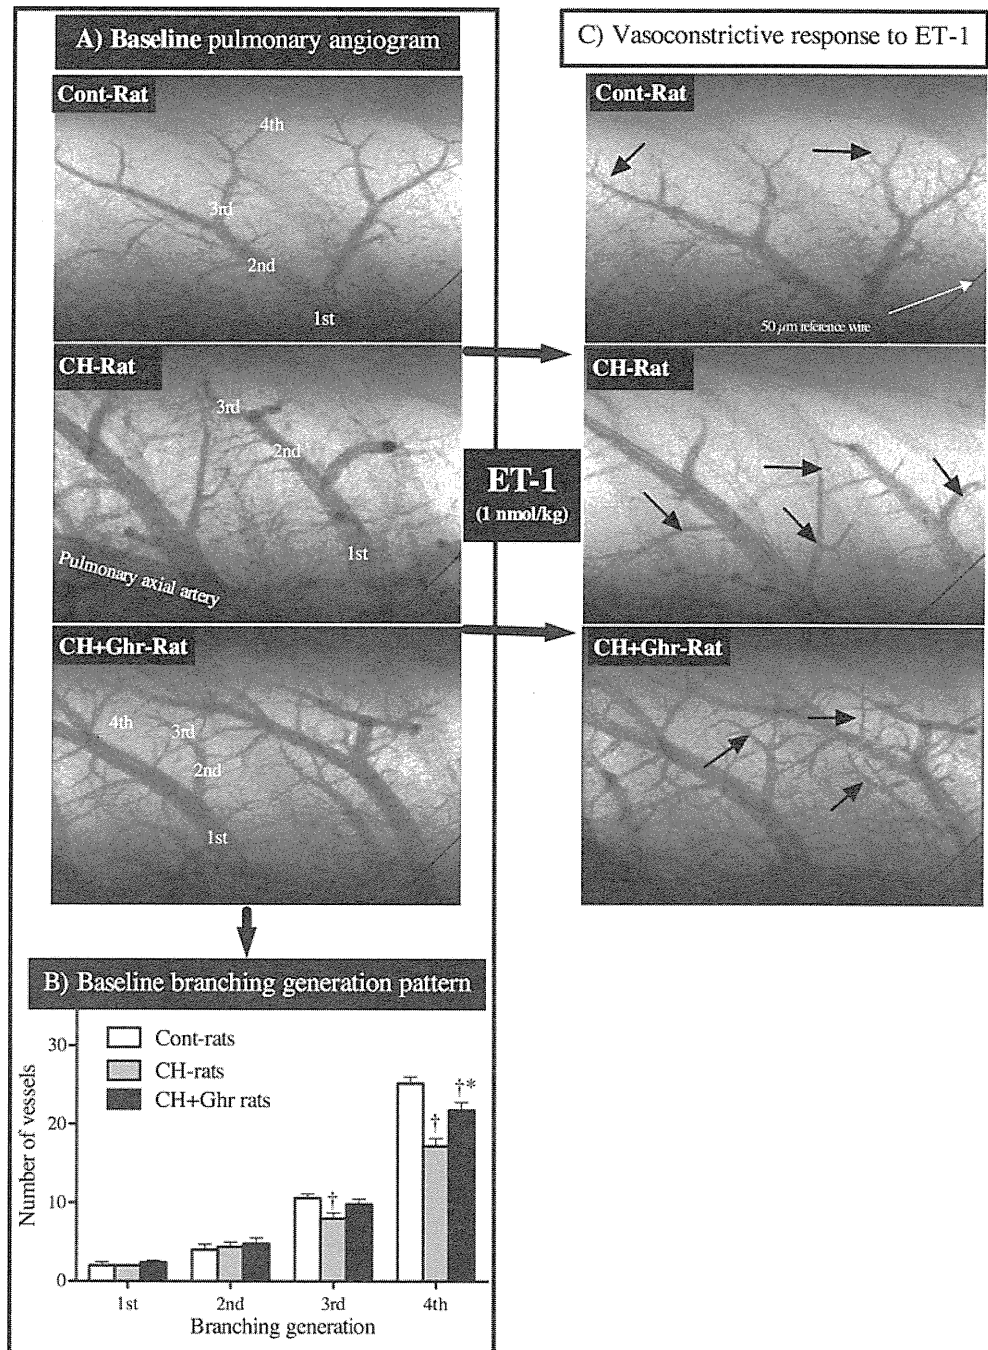 A) Baseline pulmonary angiogram
Cont-Rat
4th
3rd
2nd
1st
CH-Rat
3rd
2nd
1st
Pulmonary axial artery
CH+Ghr-Rat
4th
3rd
2nd
1st
ET-1
(1 nmol/kg)
C) Vasoconstrictive response to ET-1
Cont-Rat
50 µm reference wire
CH-Rat
CH+Ghr-Rat
B) Baseline branching generation pattern
Number of vessels
30
20
10
0
Cont-rats
CH-rats
CH+Ghr rats
†
†
†*
1st
2nd
3rd
4th
Branching generation